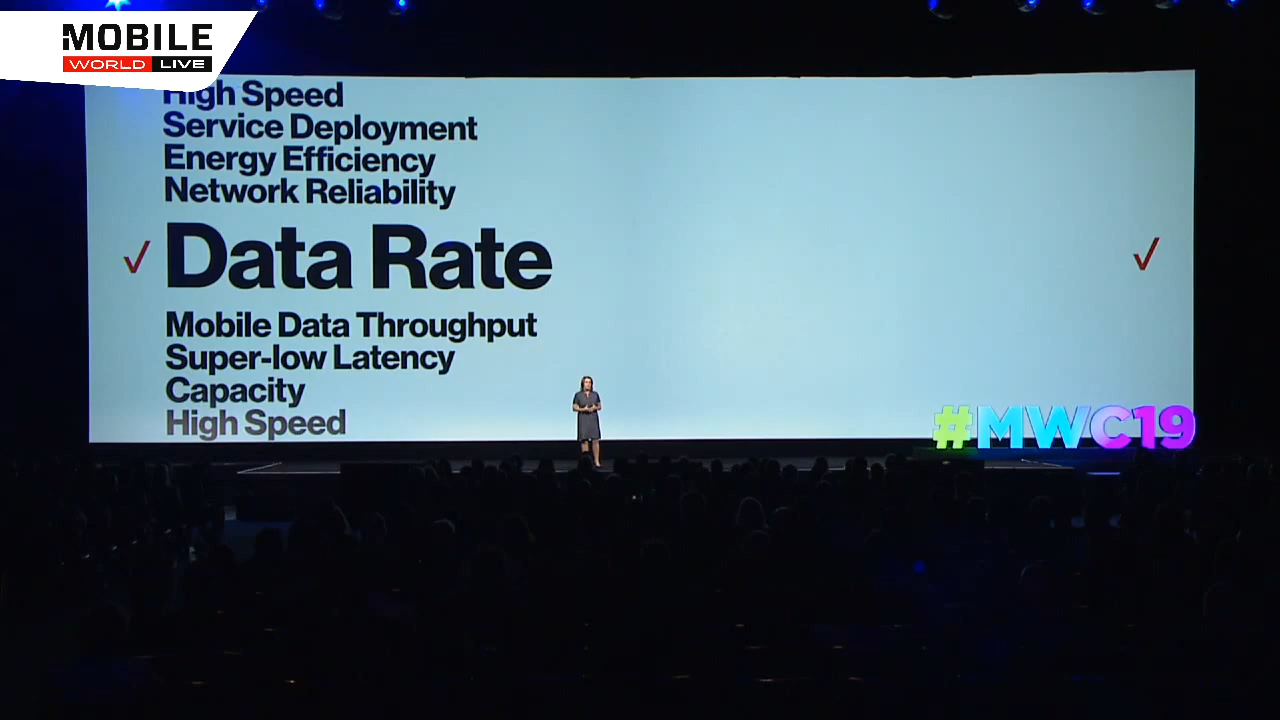 MOBILE
WORLD LIVE
High Speed
Service Deployment
Energy Efficiency
Network Reliability
✓ Data Rate ✓
Mobile Data Throughput
Super-low Latency
Capacity
High Speed
#MWC19